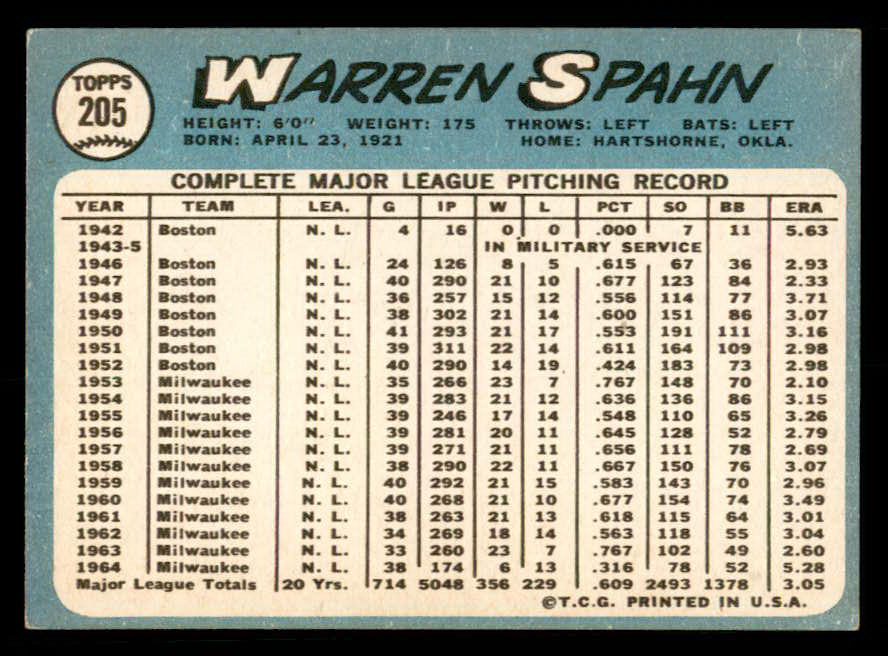 TOPPS
205
WARREN SPAHN
HEIGHT: 6'0" WEIGHT: 175 THROWS: LEFT BATS: LEFT
BORN: APRIL 23, 1921 HOME: HARTSHORNE, OKLA.
COMPLETE MAJOR LEAGUE PITCHING RECORD
YEAR TEAM LEA. G IP W L PCT SO BB ERA
1942 Boston N. L. 4 16 0 0 .000 7 11 5.63
1943-5 IN MILITARY SERVICE
1946 Boston N. L. 24 126 8 5 .615 67 36 2.93
1947 Boston N. L. 40 290 21 10 .677 123 84 2.33
1948 Boston N. L. 36 257 15 12 .556 114 77 3.71
1949 Boston N. L. 38 302 21 14 .600 151 86 3.07
1950 Boston N. L. 41 293 21 17 .553 191 111 3.16
1951 Boston N. L. 39 311 22 14 .611 164 109 2.98
1952 Boston N. L. 40 290 14 19 .424 183 73 2.98
1953 Milwaukee N. L. 35 266 23 7 .767 148 70 2.10
1954 Milwaukee N. L. 39 283 21 12 .636 136 86 3.15
1955 Milwaukee N. L. 39 246 17 14 .548 110 65 3.26
1956 Milwaukee N. L. 39 281 20 11 .645 128 52 2.79
1957 Milwaukee N. L. 39 271 21 11 .656 111 78 2.69
1958 Milwaukee N. L. 38 290 22 11 .667 150 76 3.07
1959 Milwaukee N. L. 40 292 21 15 .583 143 70 2.96
1960 Milwaukee N. L. 40 268 21 10 .677 154 74 3.49
1961 Milwaukee N. L. 38 263 21 13 .618 115 64 3.01
1962 Milwaukee N. L. 34 269 18 14 .563 118 55 3.04
1963 Milwaukee N. L. 33 260 23 7 .767 102 49 2.60
1964 Milwaukee N. L. 38 174 6 13 .316 78 52 5.28
Major League Totals 20 Yrs. 714 5048 356 229 .609 2493 1378 3.05
©T.C.G. PRINTED IN U.S.A.